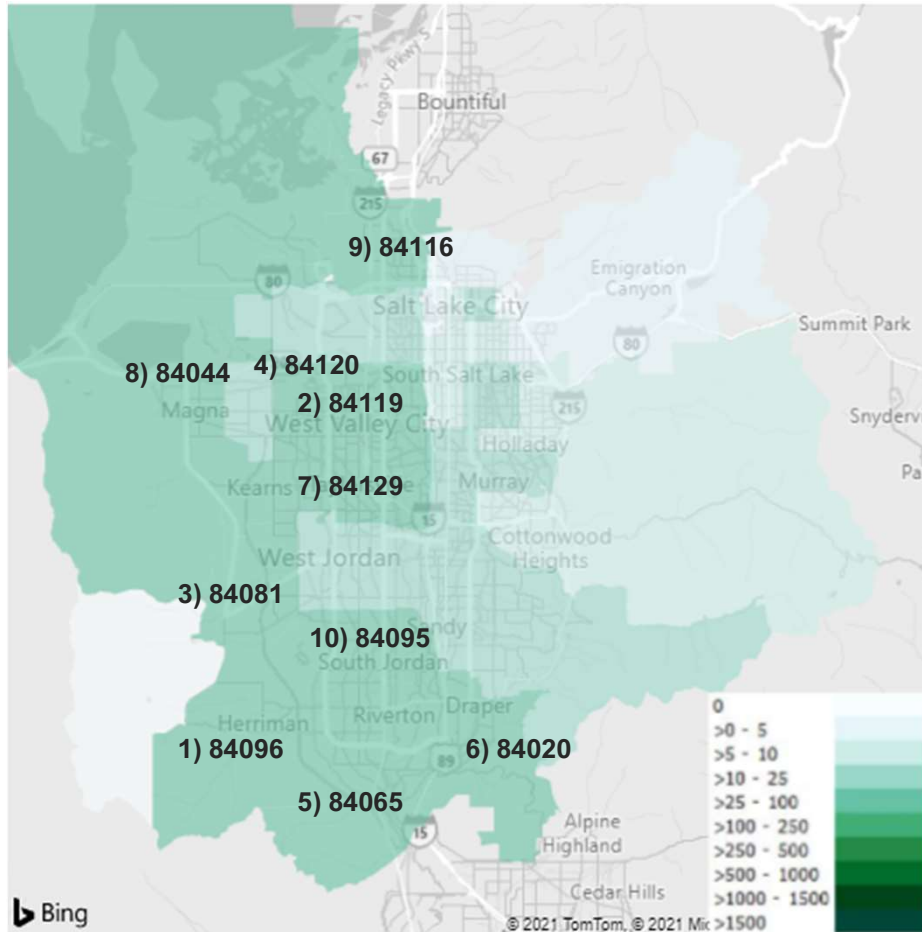 Legacy Pkwy S
Bountiful
67
215
9) 84116
Emigration
Canyon
80
Salt Lake City
80
Summit Park
4) 84120
8) 84044
South Salt Lake
2) 84119
215
Magna
West Valley City
Snyderv
Holladay
Pa
Kearns
7) 84129
Murray
15
Cottonwood
Heights
West Jordan
3) 84081
Sandy
10) 84095
South Jordan
Herriman
Riverton
Draper
1) 84096
6) 84020
89
5) 84065
15
Alpine
Highland
Cedar Hills
0
>0 - 5
>5 - 10
>10 - 25
>25 - 100
>100 - 250
>250 - 500
>500 - 1000
>1000 - 1500
>1500
Bing
© 2021 TomTom, © 2021 Mic